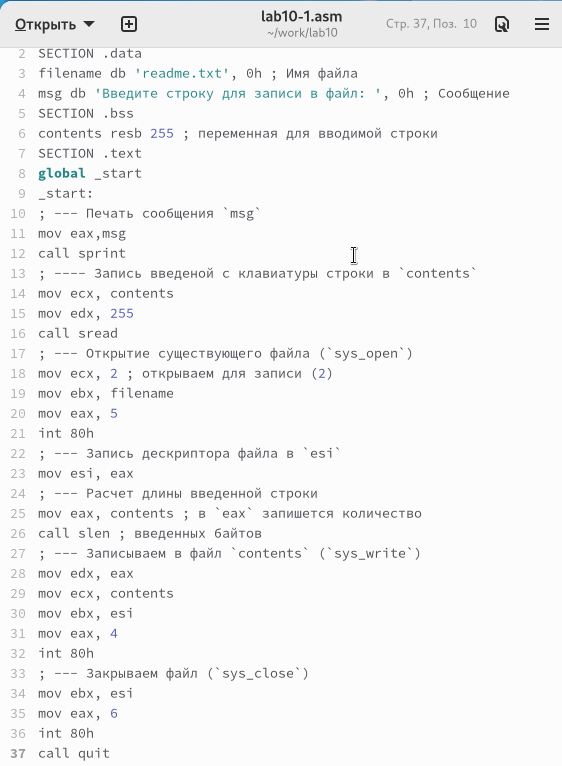 Открыть
lab10-1.asm
~/work/lab10
Стр. 37, Поз. 10
2 SECTION .data
3 filename db 'readme.txt', 0h ; Имя файла
4 msg db 'Введите строку для записи в файл: ', 0h ; Сообщение
5 SECTION .bss
6 contents resb 255 ; переменная для вводимой строки
7 SECTION .text
8 global _start
9 _start:
10 ; --- Печать сообщения `msg`
11 mov eax,msg
12 call sprint
13 ; ---- Запись введеной с клавиатуры строки в `contents`
14 mov ecx, contents
15 mov edx, 255
16 call sread
17 ; --- Открытие существующего файла (`sys_open`)
18 mov ecx, 2 ; открываем для записи (2)
19 mov ebx, filename
20 mov eax, 5
21 int 80h
22 ; --- Запись дескриптора файла в `esi`
23 mov esi, eax
24 ; --- Расчет длины введенной строки
25 mov eax, contents ; в `eax` запишется количество
26 call slen ; введенных байтов
27 ; --- Записываем в файл `contents` (`sys_write`)
28 mov edx, eax
29 mov ecx, contents
30 mov ebx, esi
31 mov eax, 4
32 int 80h
33 ; --- Закрываем файл (`sys_close`)
34 mov ebx, esi
35 mov eax, 6
36 int 80h
37 call quit